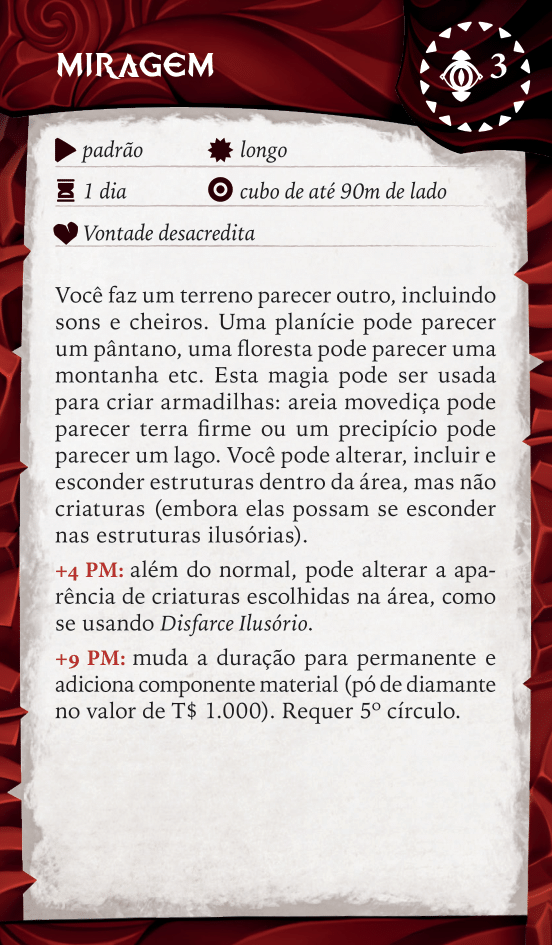 MIRAGEM
3
padrão longo
1 dia cubo de até 90m de lado
Vontade desacredita
Você faz um terreno parecer outro, incluindo
sons e cheiros. Uma planície pode parecer
um pântano, uma floresta pode parecer uma
montanha etc. Esta magia pode ser usada
para criar armadilhas: areia movediça pode
parecer terra firme ou um precipício pode
parecer um lago. Você pode alterar, incluir e
esconder estruturas dentro da área, mas não
criaturas (embora elas possam se esconder
nas estruturas ilusórias).
+4 PM: além do normal, pode alterar a apa-
rência de criaturas escolhidas na área, como
se usando Disfarce Ilusório.
+9 PM: muda a duração para permanente e
adiciona componente material (pó de diamante
no valor de T$ 1.000). Requer 5º círculo.